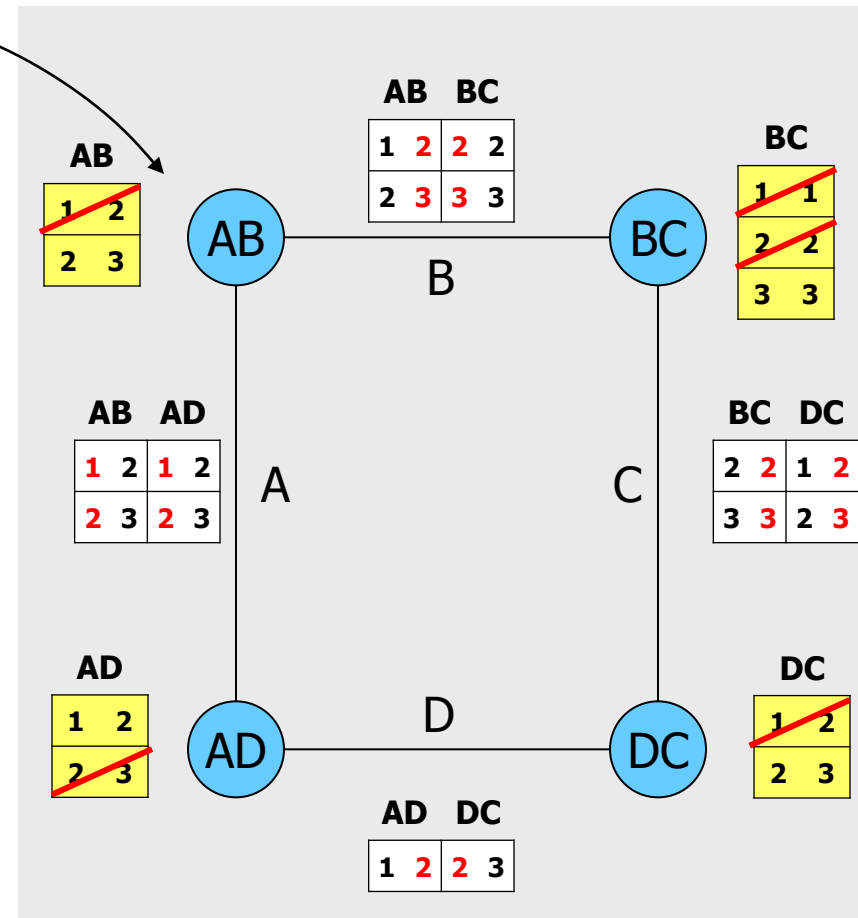 AB BC
1 2 2 2
2 3 3 3
AB
1 2
2 3
BC
1 1
2 2
3 3
AB
BC
B
AB AD
1 2 1 2
2 3 2 3
A
C
BC DC
2 2 1 2
3 3 2 3
AD
1 2
2 3
AD
D
DC
DC
1 2
2 3
AD DC
1 2 2 3